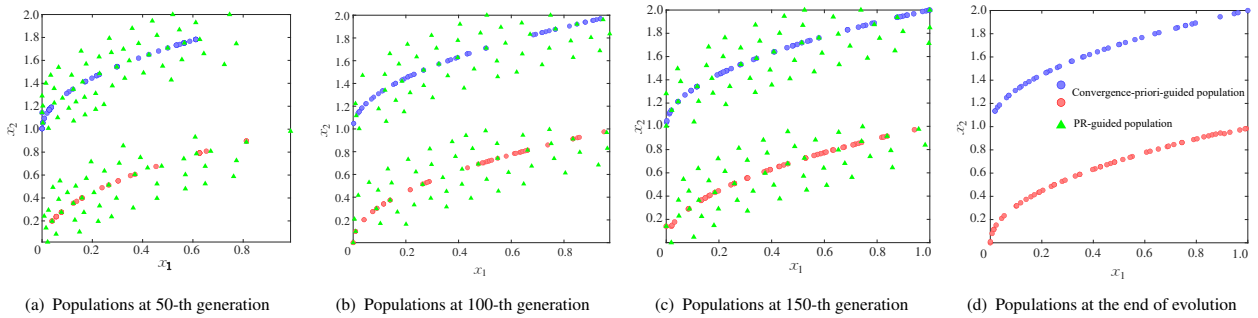 2.0
1.8
1.6
1.4
1.2
1.0
0.8
0.6
0.4
0.2
x2
0 0.2 0.4 0.6 0.8
x1
(a) Populations at 50-th generation
2.0
1.8
1.6
1.4
1.2
1.0
0.8
0.6
0.4
0.2
x2
0 0.2 0.4 0.6 0.8
x1
(b) Populations at 100-th generation
2.0
1.8
1.6
1.4
1.2
1.0
0.8
0.6
0.4
0.2
x2
0 0.2 0.4 0.6 0.8 1.0
x1
(c) Populations at 150-th generation
2.0
1.8
1.6
1.4
1.2
1.0
0.8
0.6
0.4
0.2
x2
Convergence-priori-guided population
PR-guided population
0 0.2 0.4 0.6 0.8 1.0
x1
(d) Populations at the end of evolution